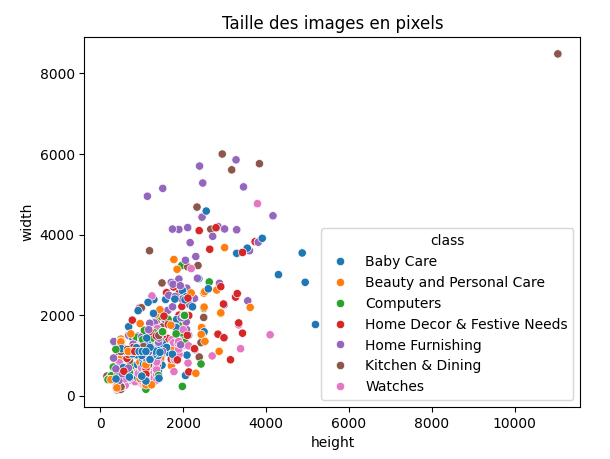 Taille des images en pixels
width
8000
6000
4000
2000
0
class
Baby Care
Beauty and Personal Care
Computers
Home Decor & Festive Needs
Home Furnishing
Kitchen & Dining
Watches
0 2000 4000 6000 8000 10000
height